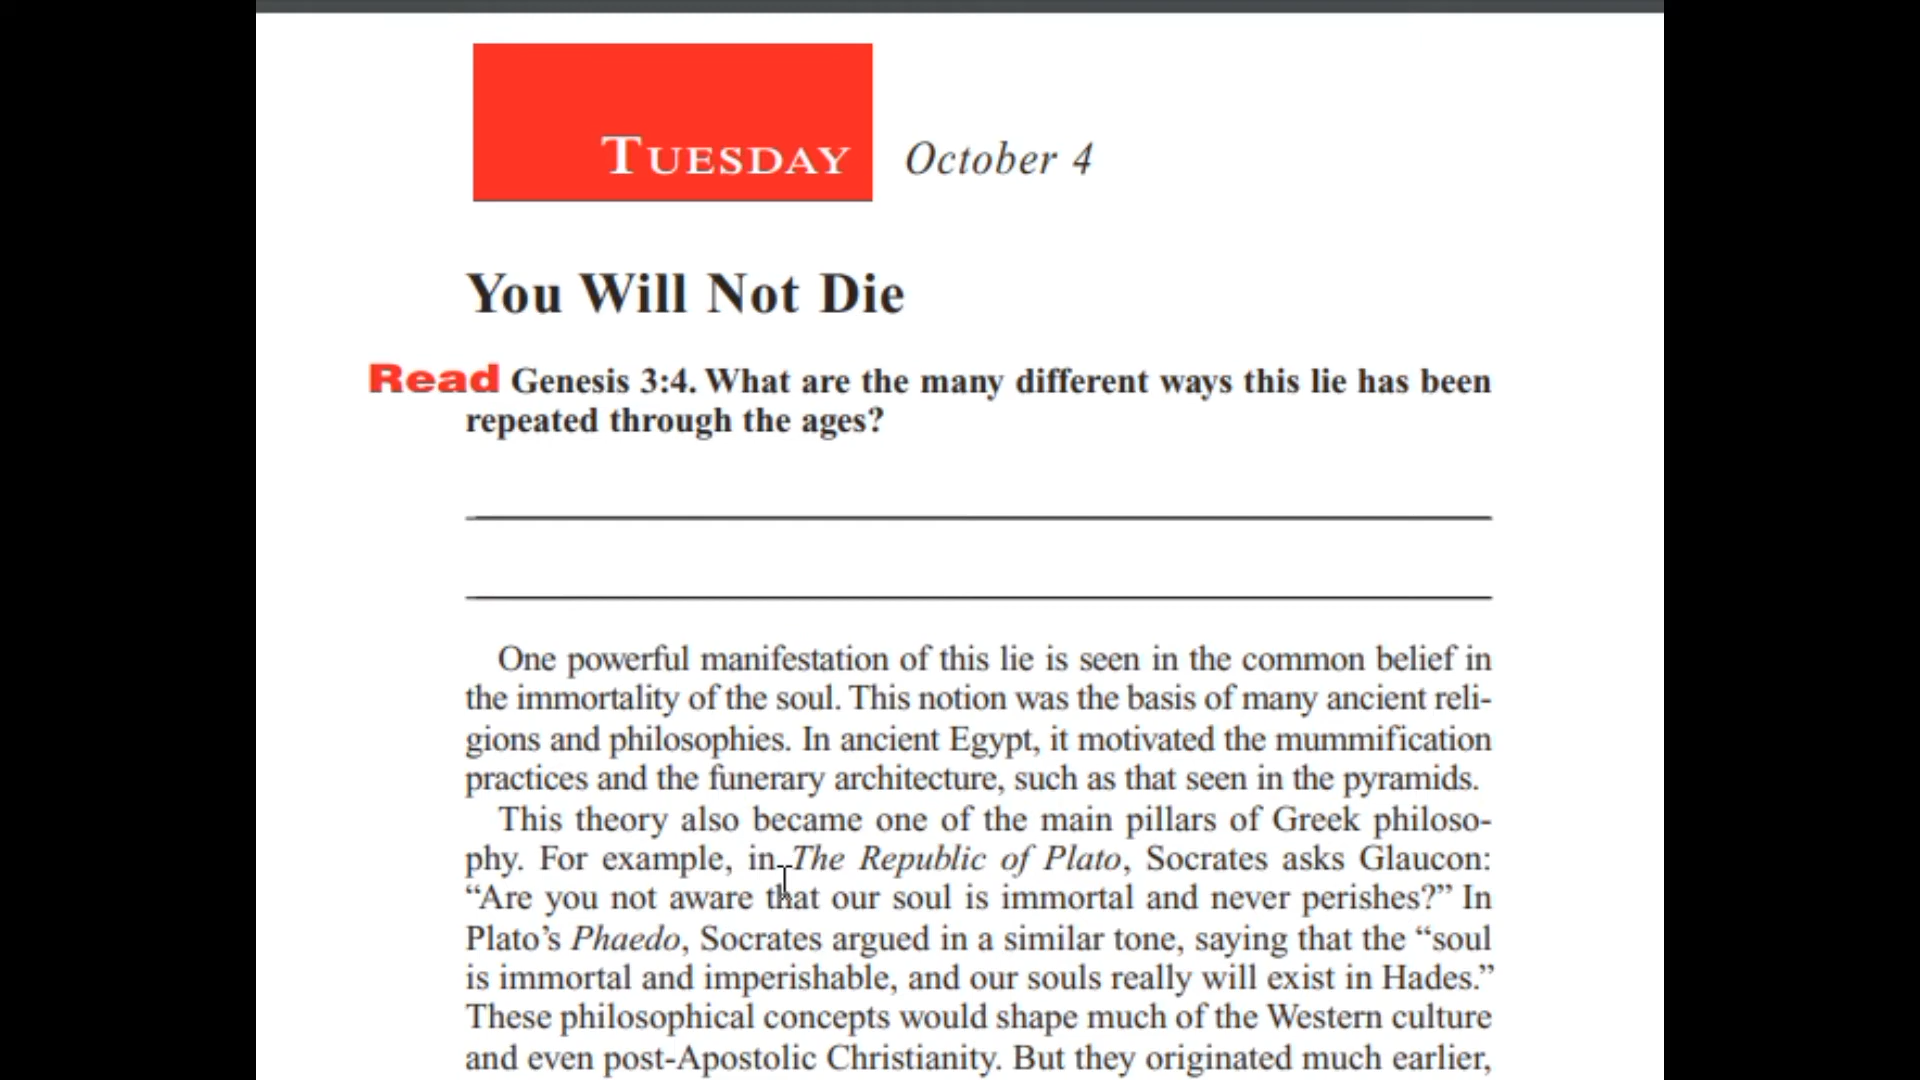 TUESDAY October 4
You Will Not Die
Read Genesis 3:4. What are the many different ways this lie has been
repeated through the ages?
One powerful manifestation of this lie is seen in the common belief in
the immortality of the soul. This notion was the basis of many ancient reli-
gions and philosophies. In ancient Egypt, it motivated the mummification
practices and the funerary architecture, such as that seen in the pyramids.
This theory also became one of the main pillars of Greek philoso-
phy. For example, in The Republic of Plato, Socrates asks Glaucon:
“Are you not aware that our soul is immortal and never perishes?” In
Plato’s Phaedo, Socrates argued in a similar tone, saying that the “soul
is immortal and imperishable, and our souls really will exist in Hades.”
These philosophical concepts would shape much of the Western culture
and even post-Apostolic Christianity. But they originated much earlier,